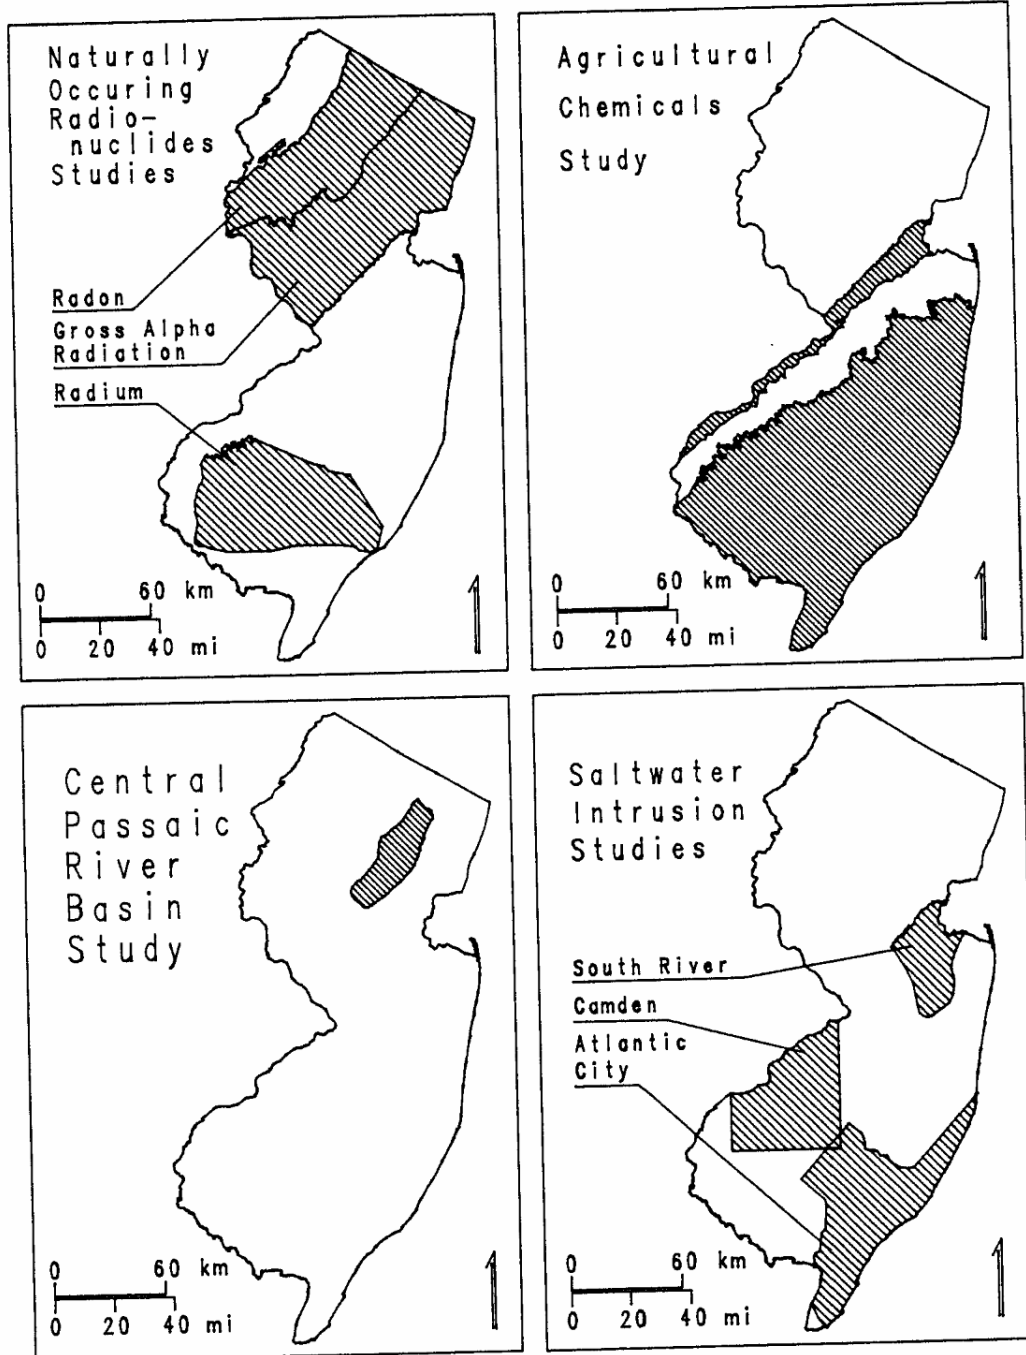 Naturally
Occuring
Radio-
nuclides
Studies
Radon
Gross Alpha
Radiation
Radium
0 60 km
0 20 40 mi
Agricultural
Chemicals
Study
60 km
0
0 20 40 mi
Central
Passaic
River
Basin
Study
0 60 km
0 20 40 mi
Saltwater
Intrusion
Studies
South River
Camden
Atlantic
City
0 60 km
0 20 40 mi